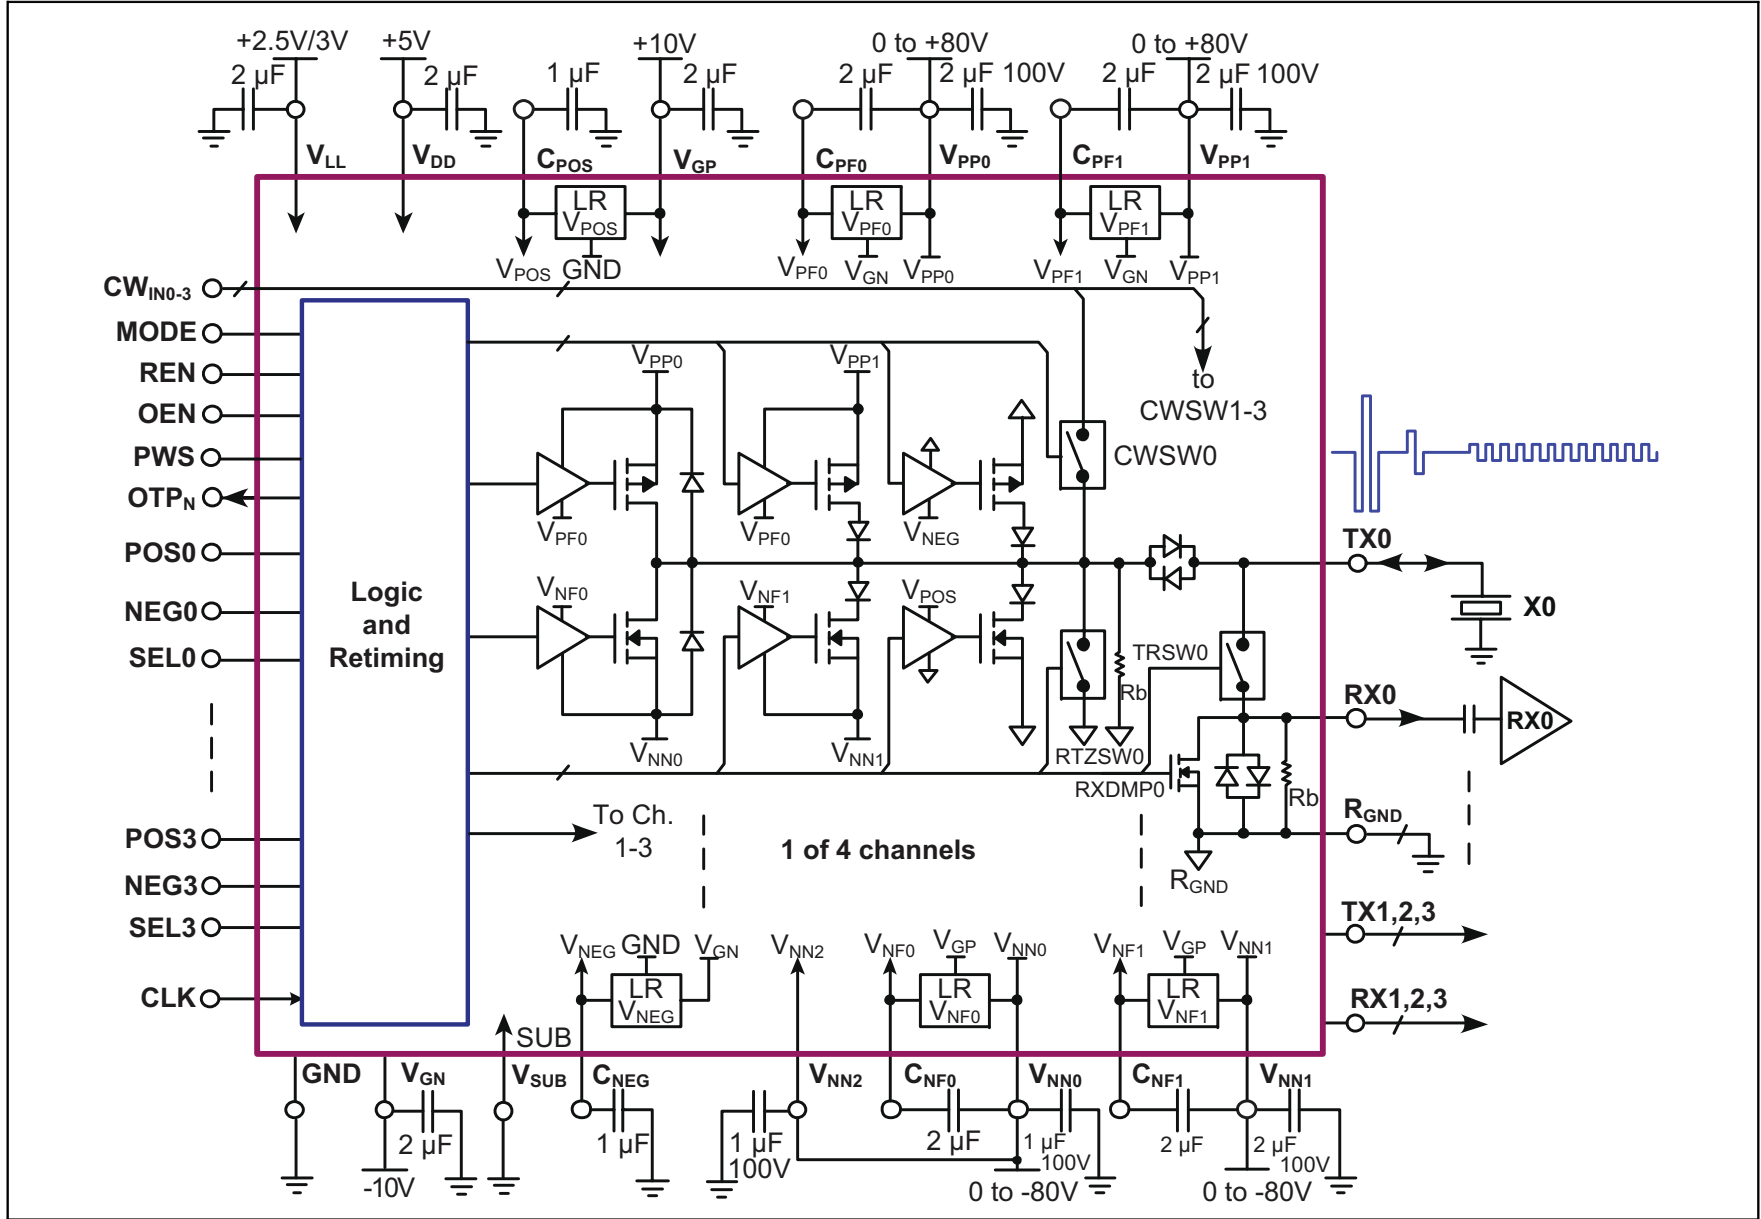 +2.5V/3V +5V +10V 0 to +80V 0 to +80V
2 µF 2 µF 1 µF 2 µF 2 µF 2 µF 100V 2 µF 2 µF 100V
VLL VDD CPOS VGP CPF0 VPP0 CPF1 VPP1
LR VPOS
LR VPF0
LR VPF1
VPOS GND VPF0 VGN VPP0 VPF1 VGN VPP1
CWIN0-3
MODE
REN
OEN
PWS
OTPN
POS0
NEG0
SEL0
POS3
NEG3
SEL3
CLK
Logic
and
Retiming
VPP0 VPP1
to
CWSW1-3
CWSW0
VPF0 VPF0 VNEG
VNF0 VNF1 VPOS
TRSW0
Rb
VNN0 VNN1 RTZSW0
RXDMP0
Rb
RGND
TX0
X0
RX0
RX0
RGND
TX1,2,3
RX1,2,3
To Ch.
1-3
1 of 4 channels
VNEG GND VGN VNN2 VNF0 VGP VNN0 VNF1 VGP VNN1
LR VNEG
LR VNF0
LR VNF1
SUB
GND VGN VSUB CNEG VNN2 CNF0 VNN0 CNF1 VNN1
2 µF 1 µF 1 µF 100V 2 µF 1 µF 100V 2 µF 2 µF 100V
-10V 0 to -80V 0 to -80V